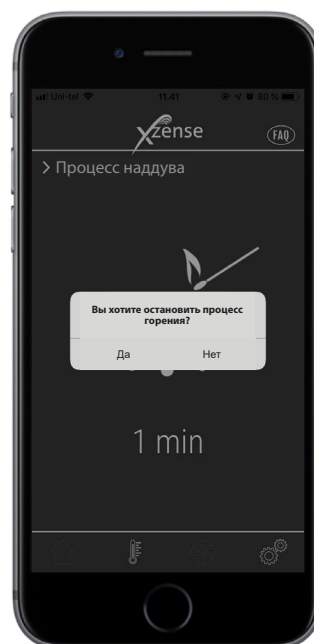 Uni-tel 11.41 80 %
xzense FAQ
> Процесс наддува
Вы хотите остановить процесс
горения?
Да Нет
1 min